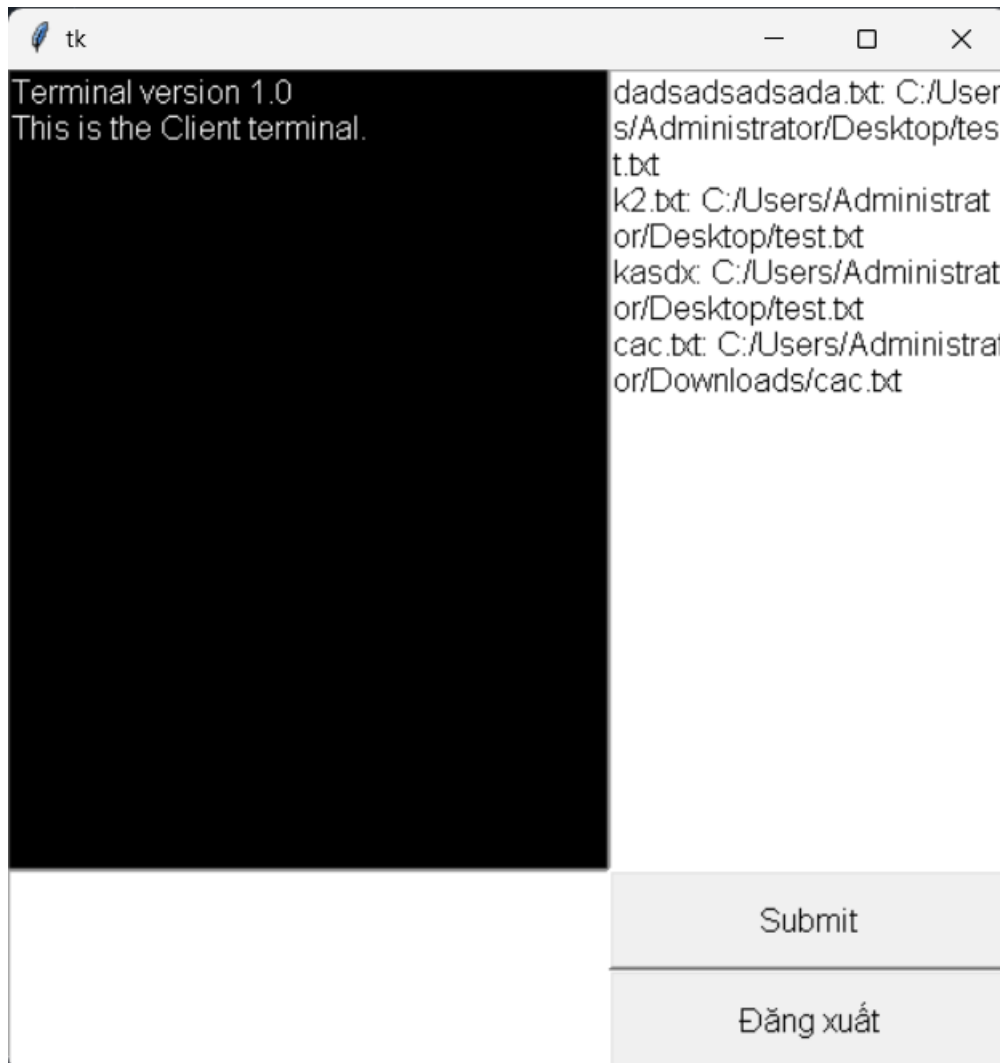 tk
Terminal version 1.0
This is the Client terminal.
dadsadsadsada.txt: C:/User
s/Administrator/Desktop/tes
t.txt
k2.txt: C:/Users/Administrat
or/Desktop/test.txt
kasdx: C:/Users/Administrat
or/Desktop/test.txt
cac.txt: C:/Users/Administrat
or/Downloads/cac.txt
Submit
Đăng xuất